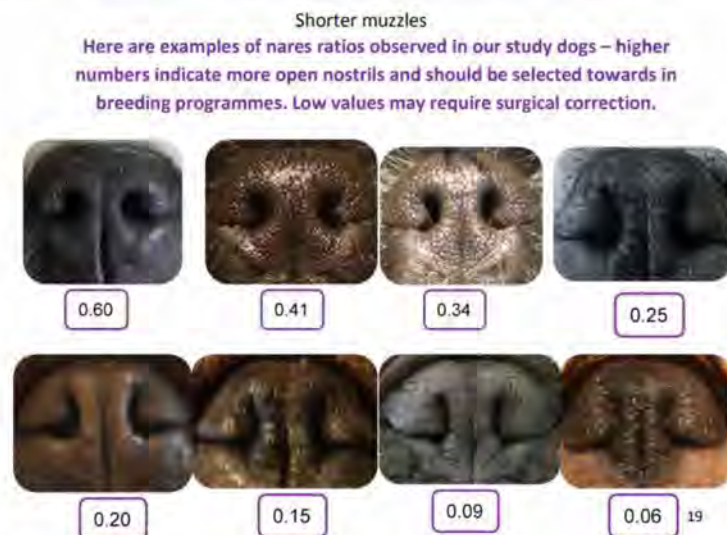 Shorter muzzles
Here are examples of nares ratios observed in our study dogs – higher
numbers indicate more open nostrils and should be selected towards in
breeding programmes. Low values may require surgical correction.
0.60
0.41
0.34
0.25
0.20
0.15
0.09
0.06
19